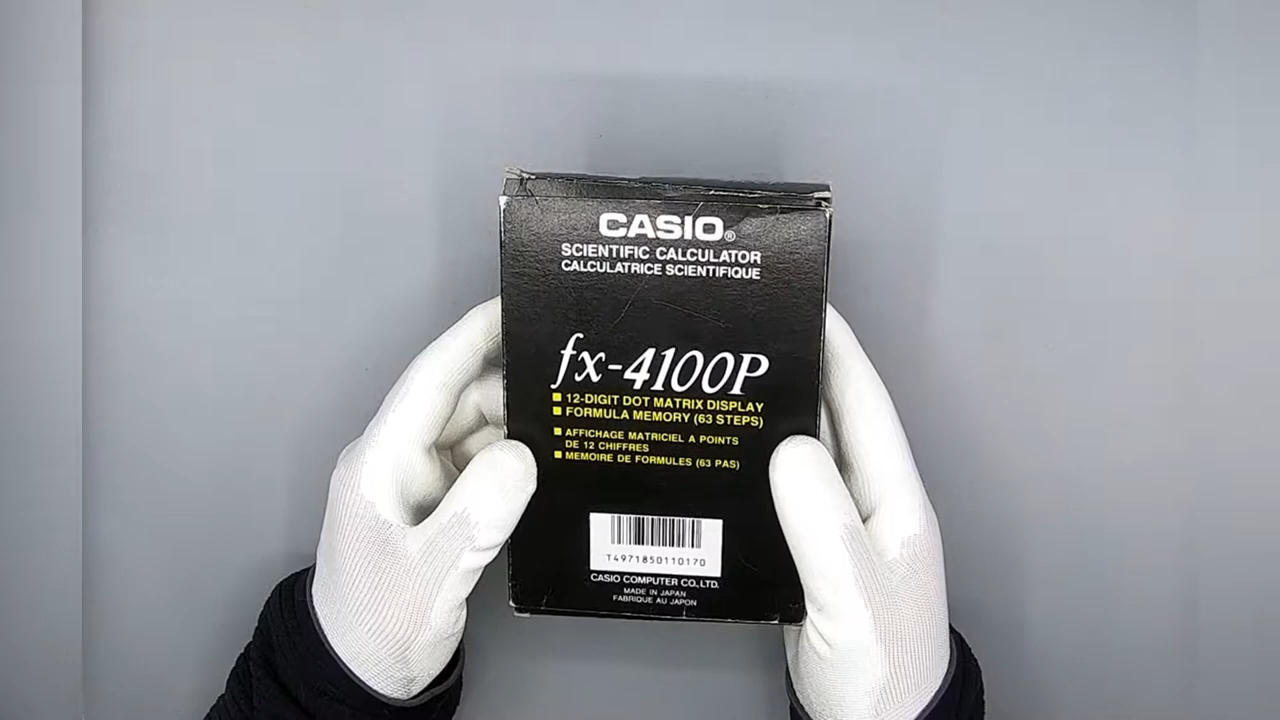 CASIO®
SCIENTIFIC CALCULATOR
CALCULATRICE SCIENTIFIQUE
fx-4100P
12-DIGIT DOT MATRIX DISPLAY
FORMULA MEMORY (63 STEPS)
AFFICHAGE MATRICIEL A POINTS
DE 12 CHIFFRES
MEMOIRE DE FORMULES (63 PAS)
T4971850110170
CASIO COMPUTER CO.,LTD.
MADE IN JAPAN
FABRIQUE AU JAPON